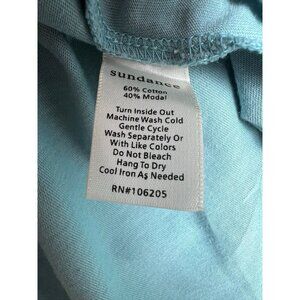 sundance
60% Cotton
40% Modal
Turn Inside Out
Machine Wash Cold
Gentle Cycle
Wash Separately Or
With Like Colors
Do Not Bleach
Hang To Dry
Cool Iron As Needed
RN#106205